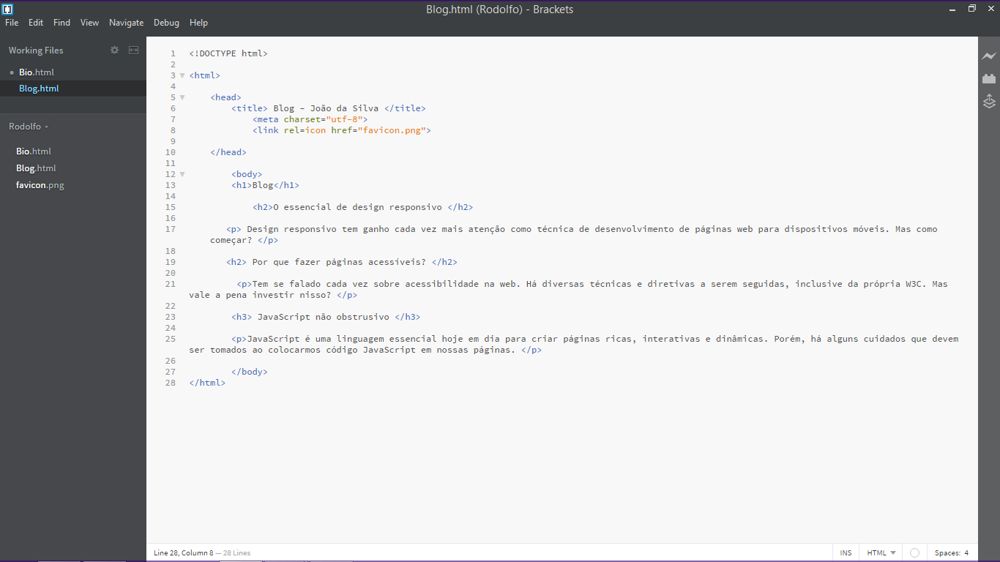 Blog.html (Rodolfo) - Brackets
File Edit Find View Navigate Debug Help
Working Files
Bio.html
Blog.html
Rodolfo
Bio.html
Blog.html
favicon.png
1 <!DOCTYPE html>
2
3 <html>
4
5 <head>
6 <title> Blog - João da Silva </title>
7 <meta charset="utf-8">
8 <link rel=icon href="favicon.png">
9
10 </head>
11
12 <body>
13 <h1>Blog</h1>
14
15 <h2>O essencial de design responsivo </h2>
16
17 <p> Design responsivo tem ganho cada vez mais atenção como técnica de desenvolvimento de páginas web para dispositivos móveis. Mas como
começar? </p>
18
19 <h2> Por que fazer páginas acessíveis? </h2>
20
21 <p>Tem se falado cada vez sobre acessibilidade na web. Há diversas técnicas e diretivas a serem seguidas, inclusive da própria W3C. Mas
vale a pena investir nisso? </p>
22
23 <h3> JavaScript não obstrusivo </h3>
24
25 <p>JavaScript é uma linguagem essencial hoje em dia para criar páginas ricas, interativas e dinâmicas. Porém, há alguns cuidados que devem
ser tomados ao colocarmos código JavaScript em nossas páginas. </p>
26
27 </body>
28 </html>
Line 28, Column 8 — 28 Lines
INS HTML Spaces: 4